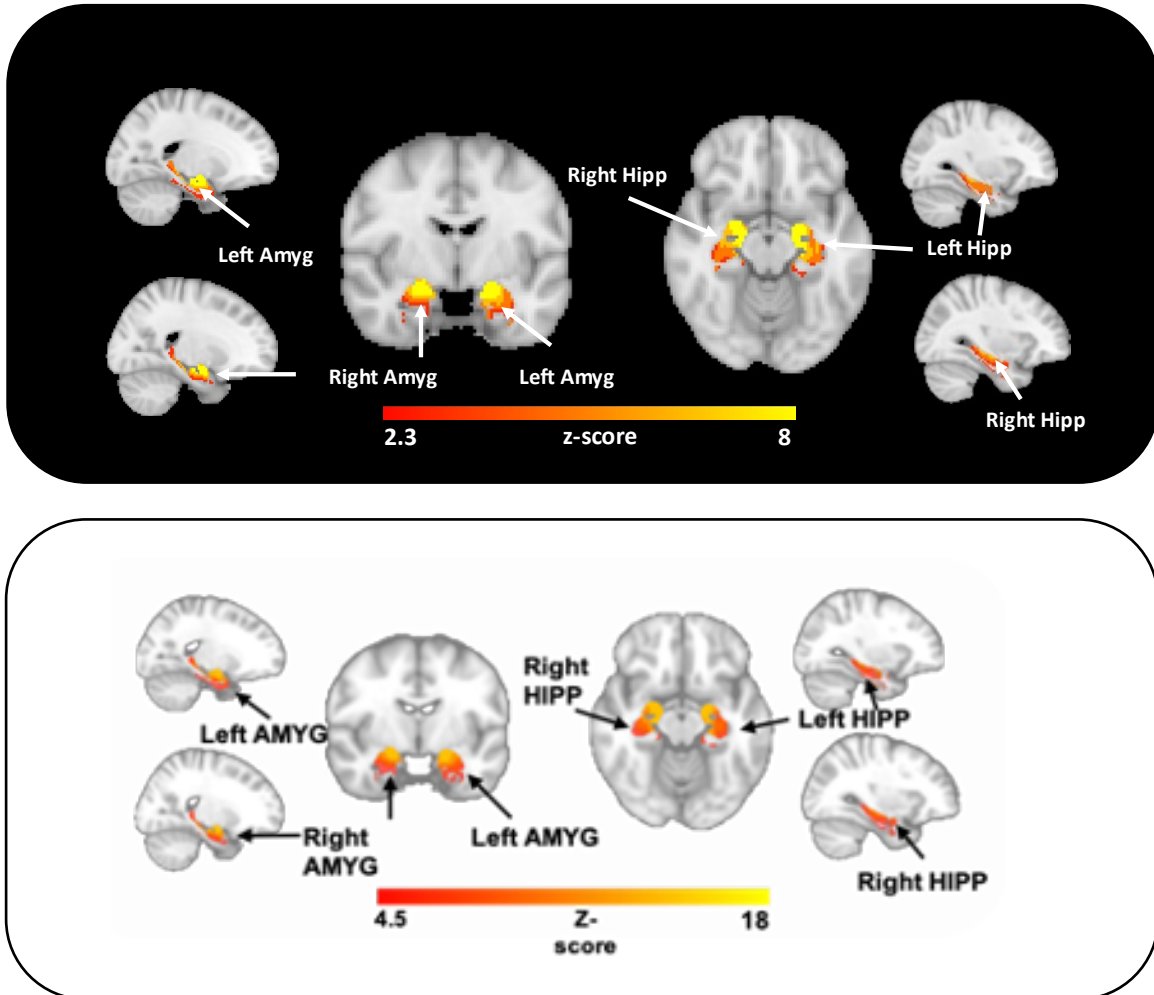 Right Hipp
Left Amyg
Left Hipp
Right Amyg
Left Amyg
Right Hipp
2.3
z-score
8
Right
HIPP
Left AMYG
Left HIPP
Right
AMYG
Left AMYG
Right HIPP
4.5
Z-
score
18